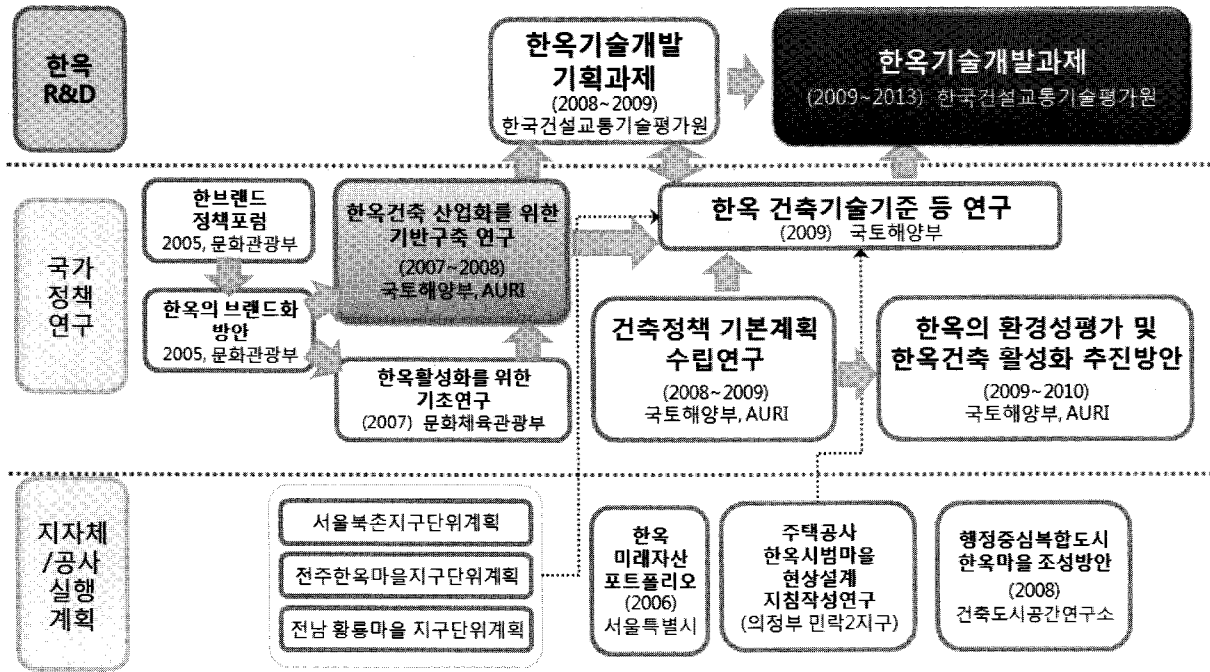 한옥
R&D
한옥기술개발
기획과제
(2008~2009)
한국건설교통기술평가원
한옥기술개발과제
(2009~2013) 한국건설교통기술평가원
국가
정책
연구
한브랜드
정책포럼
2005, 문화관광부
한옥의 브랜드화
방안
2005, 문화관광부
한옥건축 산업화를 위한
기반구축 연구
(2007~2008)
국토해양부, AURI
한옥활성화를 위한
기초연구
(2007) 문화체육관광부
한옥 건축기술기준 등 연구
(2009) 국토해양부
건축정책 기본계획
수립연구
(2008~2009)
국토해양부, AURI
한옥의 환경성평가 및
한옥건축 활성화 추진방안
(2009~2010)
국토해양부, AURI
지자체
/공사
실행
계획
서울북촌지구단위계획
전주한옥마을지구단위계획
전남 황룡마을 지구단위계획
한옥
미래자산
포트폴리오
(2006)
서울특별시
주택공사
한옥시범마을
현상설계
지침작성연구
(의정부 민락2지구)
행정중심복합도시
한옥마을 조성방안
(2008)
건축도시공간연구소